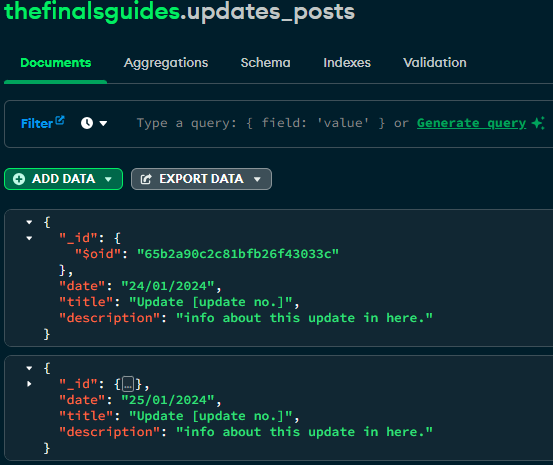 thefinalsguides.updates_posts
Documents Aggregations Schema Indexes Validation
Filter Type a query: { field: 'value' } or Generate query
ADD DATA EXPORT DATA
{
"_id": {
"$oid": "65b2a90c2c81bfb26f43033c"
},
"date": "24/01/2024",
"title": "Update [update no.]",
"description": "info about this update in here."
}
{
"_id": {…},
"date": "25/01/2024",
"title": "Update [update no.]",
"description": "info about this update in here."
}